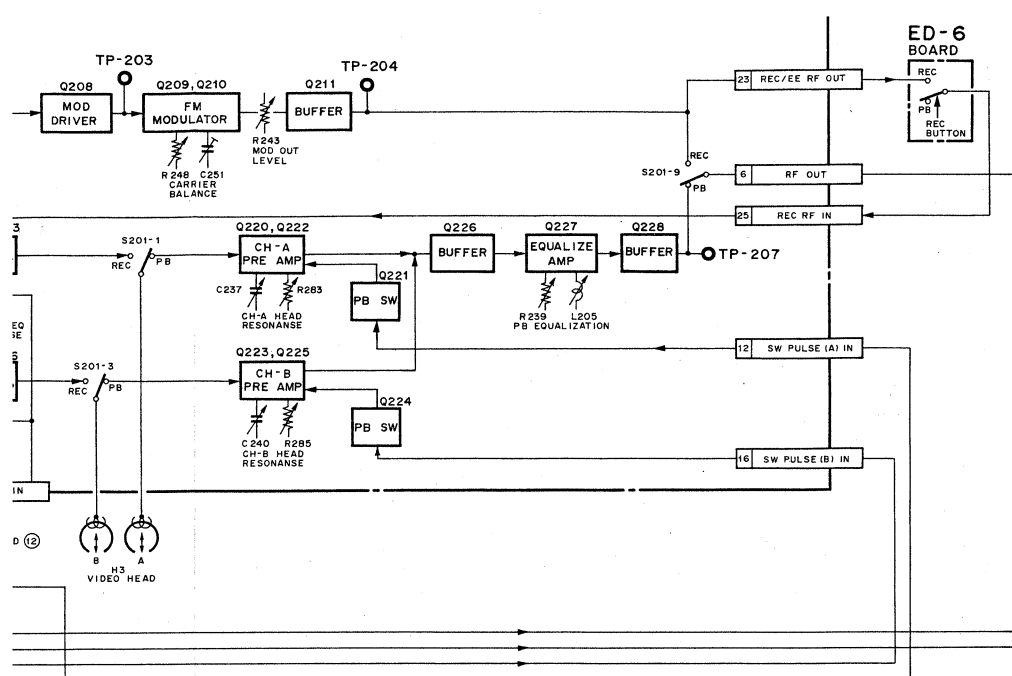 ED-6
BOARD
TP-203
TP-204
23 REC/EE RF OUT
REC
PB
REC
BUTTON
Q208
MOD
DRIVER
Q209, Q210
FM
MODULATOR
Q211
BUFFER
R243
MOD OUT
LEVEL
R248 C251
CARRIER
BALANCE
REC
S201-9
PB
6 RF OUT
25 REC RF IN
3
S201-1
REC
PB
Q220, Q222
CH-A
PRE AMP
Q226
BUFFER
Q227
EQUALIZE
AMP
Q228
BUFFER
TP-207
Q221
PB SW
C237 R283
CH-A HEAD
RESONANSE
R239 L205
PB EQUALIZATION
EQ
SE
6
12 SW PULSE (A) IN
S201-3
REC
PB
Q223, Q225
CH-B
PRE AMP
Q224
PB SW
C240 R285
CH-B HEAD
RESONANSE
16 SW PULSE (B) IN
IN
D 12
B A
H3
VIDEO HEAD